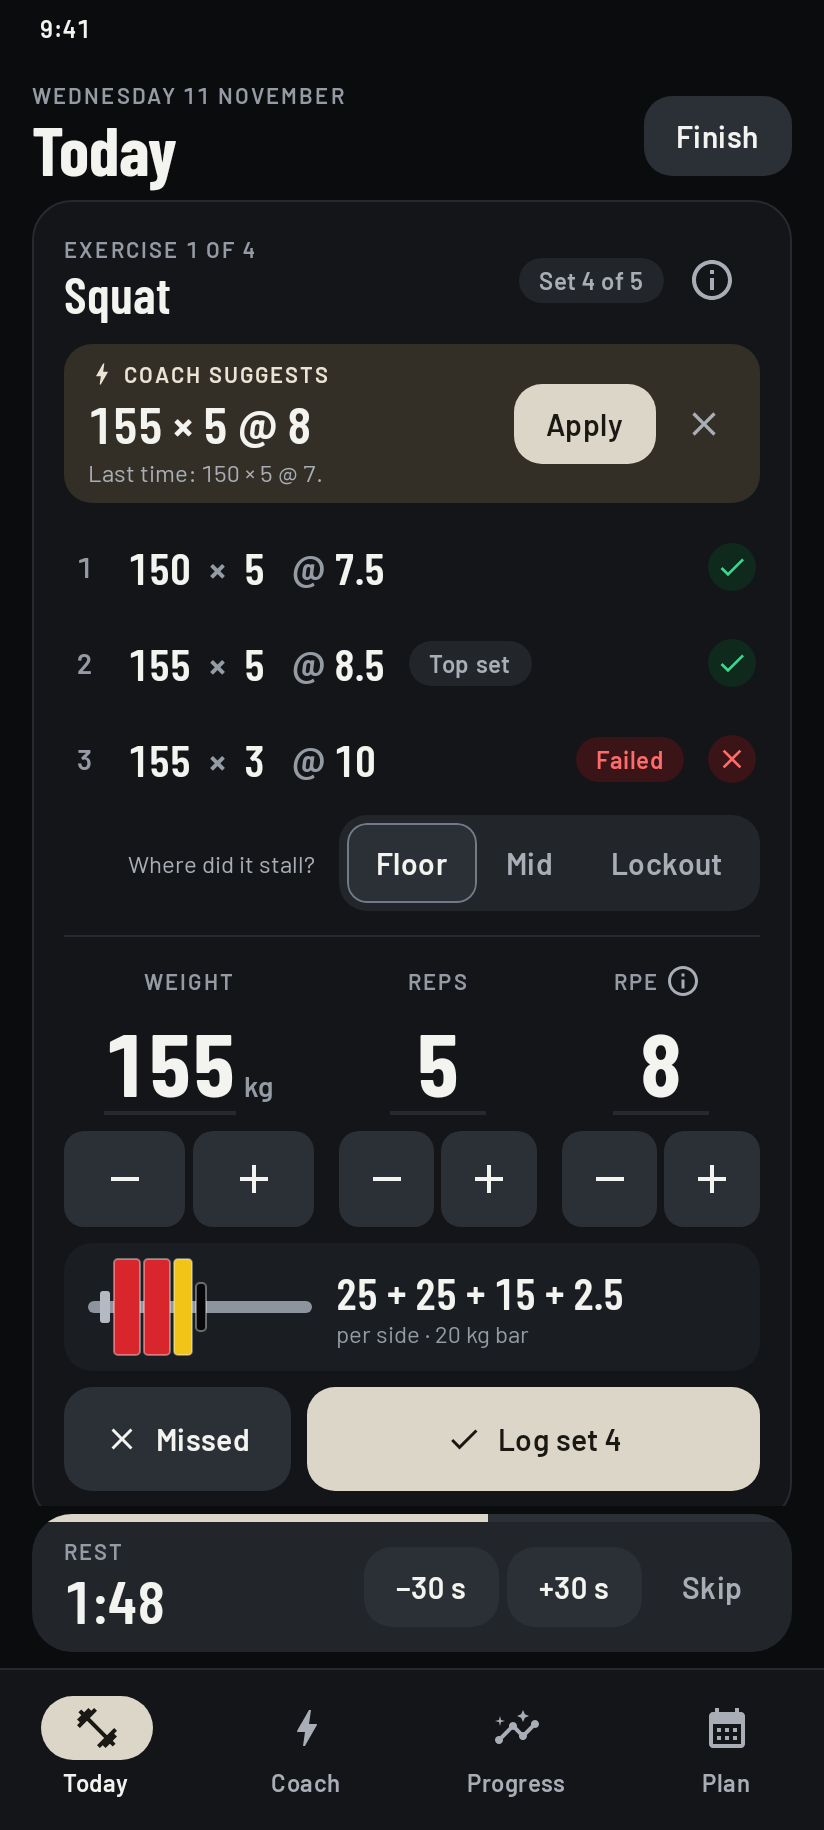 9:41
WEDNESDAY 11 NOVEMBER
Today
Finish
EXERCISE 1 OF 4
Squat
Set 4 of 5
COACH SUGGESTS
155 × 5 @ 8
Last time: 150 × 5 @ 7.
Apply
1 150 × 5 @ 7.5
2 155 × 5 @ 8.5 Top set
3 155 × 3 @ 10 Failed
Where did it stall? Floor Mid Lockout
WEIGHT REPS RPE
155 kg 5 8
25 + 25 + 15 + 2.5
per side · 20 kg bar
Missed
Log set 4
REST
1:48
−30 s +30 s Skip
Today Coach Progress Plan